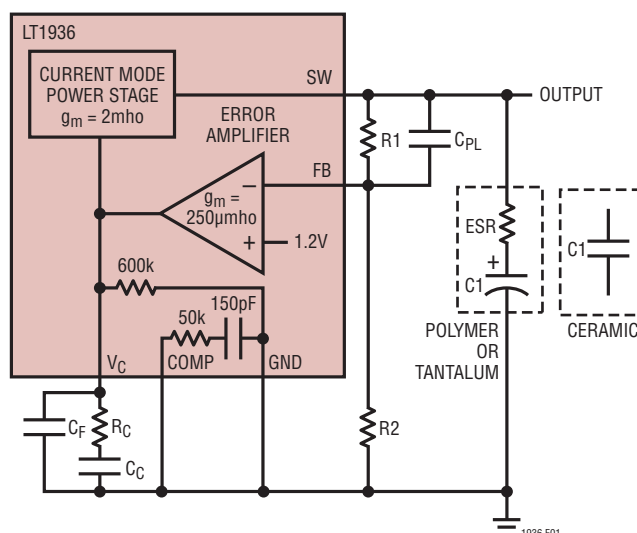 LT1936
CURRENT MODE
POWER STAGE
gm = 2mho
SW
OUTPUT
ERROR
AMPLIFIER
R1
CPL
FB
–
gm =
250µmho
+
1.2V
600k
ESR
+
C1
C1
50k
150pF
POLYMER
OR
TANTALUM
CERAMIC
VC
COMP
GND
CF
RC
R2
CC
1936 F01